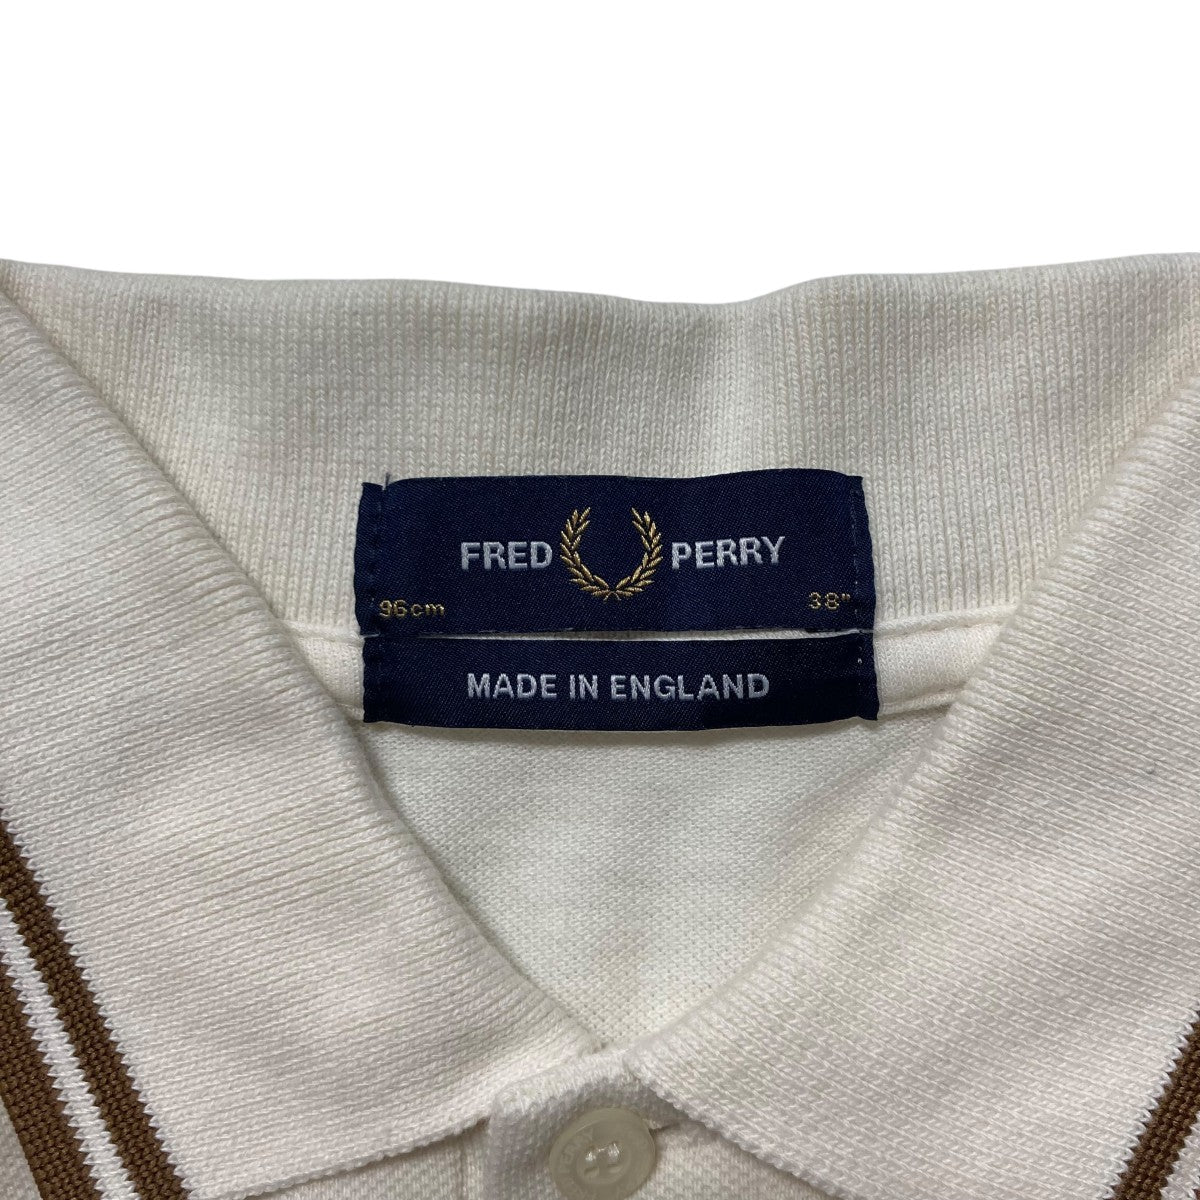 FRED PERRY
96cm 38"
MADE IN ENGLAND